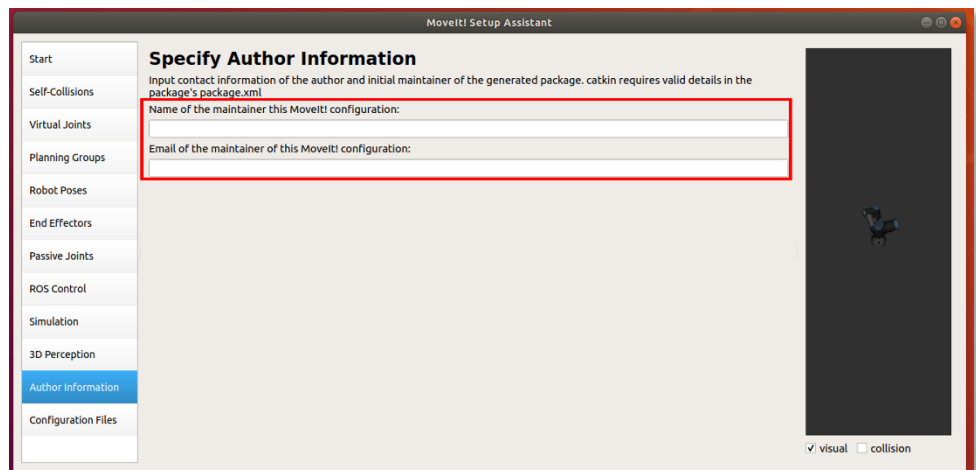 MoveIt! Setup Assistant
Start
Self-Collisions
Virtual Joints
Planning Groups
Robot Poses
End Effectors
Passive Joints
ROS Control
Simulation
3D Perception
Author Information
Configuration Files
Specify Author Information
Input contact information of the author and initial maintainer of the generated package. catkin requires valid details in the
package's package.xml
Name of the maintainer this MoveIt! configuration:
Email of the maintainer of this MoveIt! configuration:
visual
collision